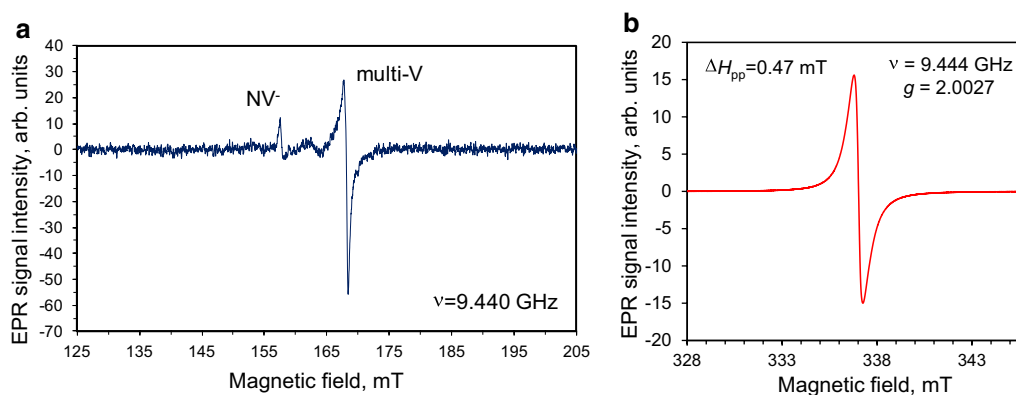 a
EPR signal intensity, arb. units
40
30
20
10
0
-10
-20
-30
-40
-50
-60
-70
NV-
multi-V
ν=9.440 GHz
125 135 145 155 165 175 185 195 205
Magnetic field, mT
b
EPR signal intensity, arb. units
20
15
10
5
0
-5
-10
-15
-20
ΔHpp=0.47 mT
ν = 9.444 GHz
g = 2.0027
328 333 338 343
Magnetic field, mT